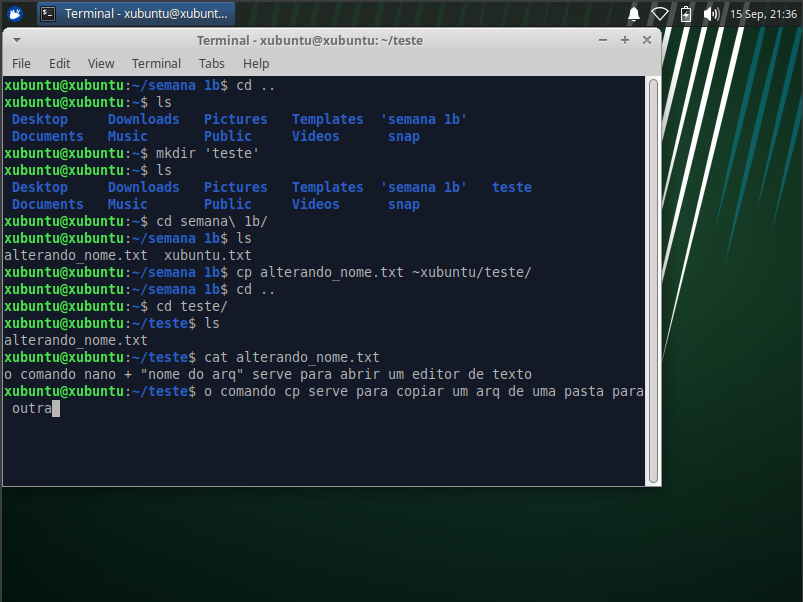 Terminal - xubuntu@xubunt...
15 Sep, 21:36
Terminal - xubuntu@xubuntu: ~/teste
File Edit View Terminal Tabs Help
xubuntu@xubuntu:~/semana 1b$ cd ..
xubuntu@xubuntu:~$ ls
Desktop Downloads Pictures Templates 'semana 1b'
Documents Music Public Videos snap
xubuntu@xubuntu:~$ mkdir 'teste'
xubuntu@xubuntu:~$ ls
Desktop Downloads Pictures Templates 'semana 1b' teste
Documents Music Public Videos snap
xubuntu@xubuntu:~$ cd semana\ 1b/
xubuntu@xubuntu:~/semana 1b$ ls
alterando_nome.txt xubuntu.txt
xubuntu@xubuntu:~/semana 1b$ cp alterando_nome.txt ~xubuntu/teste/
xubuntu@xubuntu:~/semana 1b$ cd ..
xubuntu@xubuntu:~$ cd teste/
xubuntu@xubuntu:~/teste$ ls
alterando_nome.txt
xubuntu@xubuntu:~/teste$ cat alterando_nome.txt
o comando nano + "nome do arq" serve para abrir um editor de texto
xubuntu@xubuntu:~/teste$ o comando cp serve para copiar um arq de uma pasta para
outra